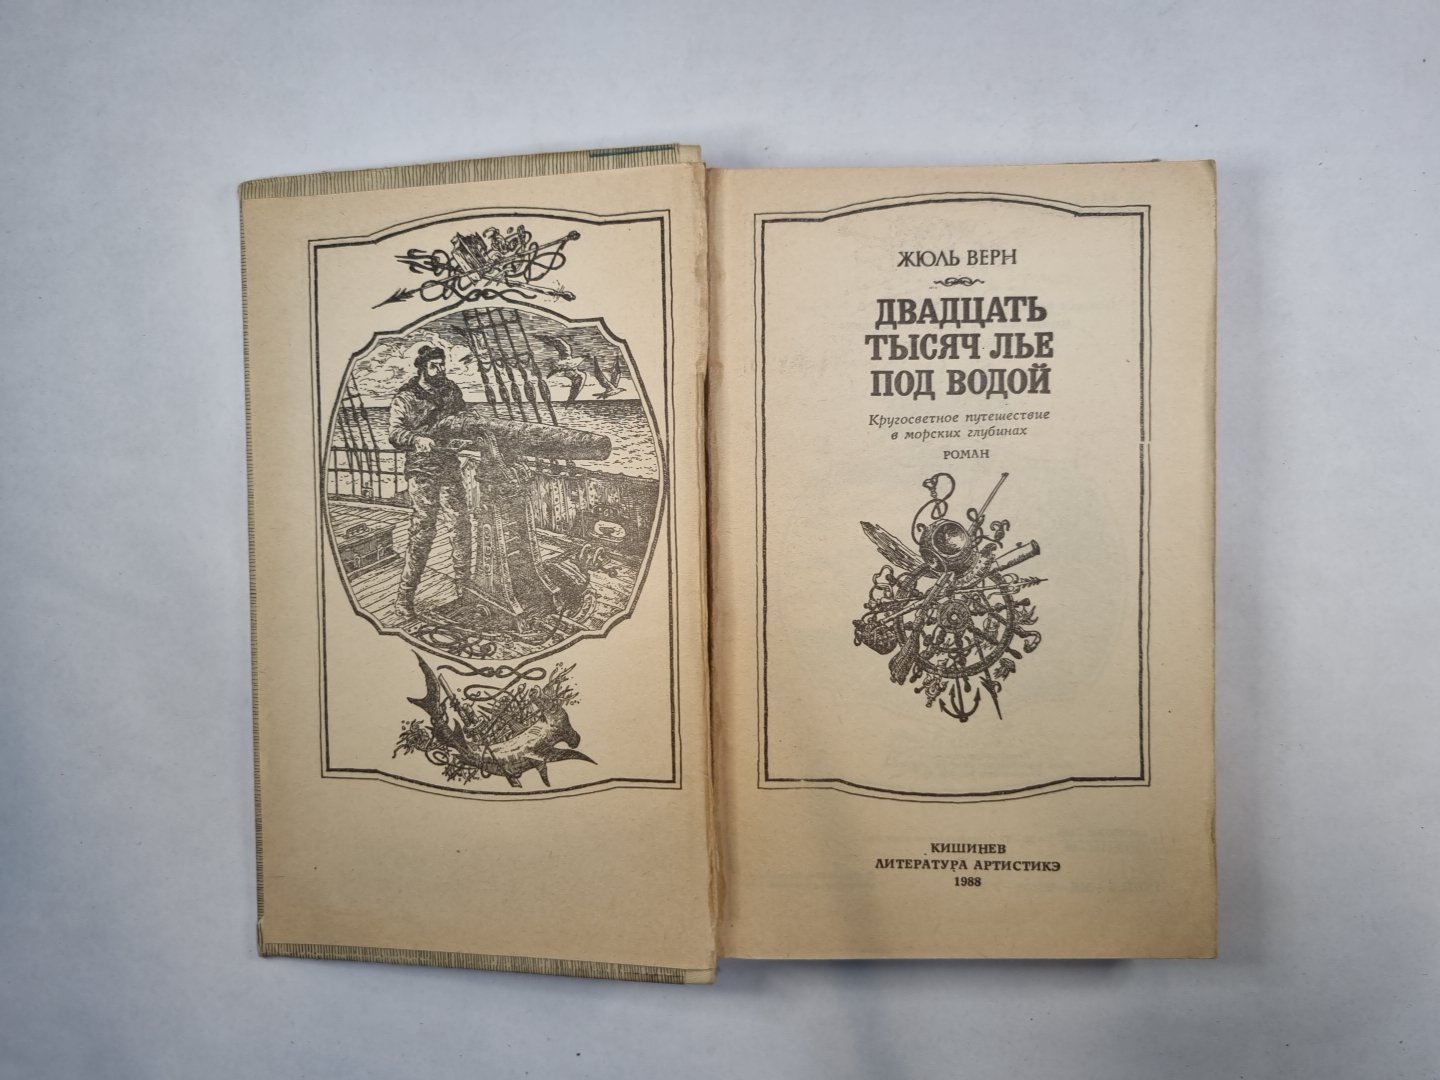 ЖЮЛЬ ВЕРН
ДВАДЦАТЬ
ТЫСЯЧ ЛЬЕ
ПОД ВОДОЙ
Кругосветное путешествие
в морских глубинах
РОМАН
КИШИНЕВ
ЛИТЕРАТУРА АРТИСТИКЭ
1988